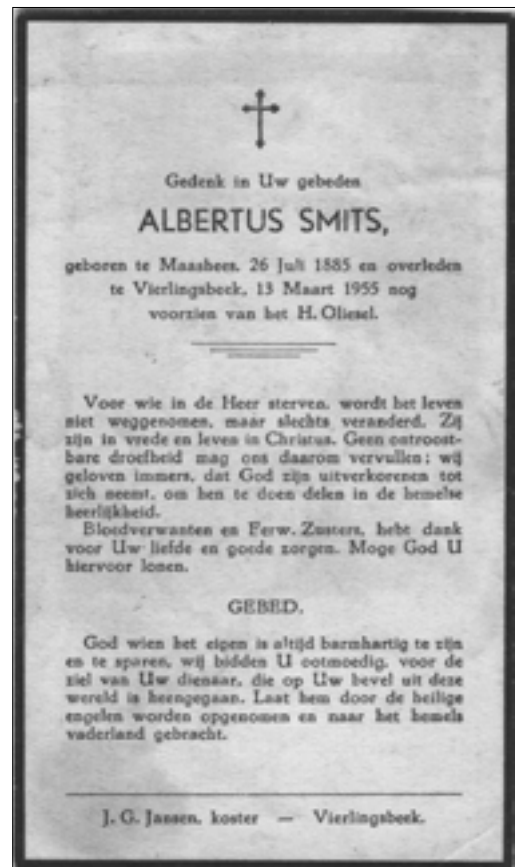 Gedenk in Uw gebeden
ALBERTUS SMITS,
geboren te Maashees, 26 Juli 1885 en overleden
te Vierlingsbeek, 13 Maart 1955 nog
voorzien van het H. Oliesel.
Voor wie in de Heer sterven, wordt het leven
niet weggenomen, maar slechts veranderd. Zij
zijn in vrede en leven in Christus. Geen ontroost-
bare droefheid mag ons daarom vervullen; wij
geloven immers, dat God zijn uitverkorenen tot
zich neemt, om hen te doen delen in de hemelse
heerlijkheid.
Bloedverwanten en Eerw. Zusters, hebt dank
voor Uw liefde en goede zorgen. Moge God U
hiervoor lonen.
GEBED.
God wien het eigen is altijd barmhartig te zijn
en te sparen, wij bidden U ootmoedig, voor de
ziel van Uw dienaar, die op Uw bevel uit deze
wereld is heengegaan. Laat hem door de heilige
engelen worden opgenomen en naar het hemels
vaderland gebracht.
J. G. Jansen, koster — Vierlingsbeek.